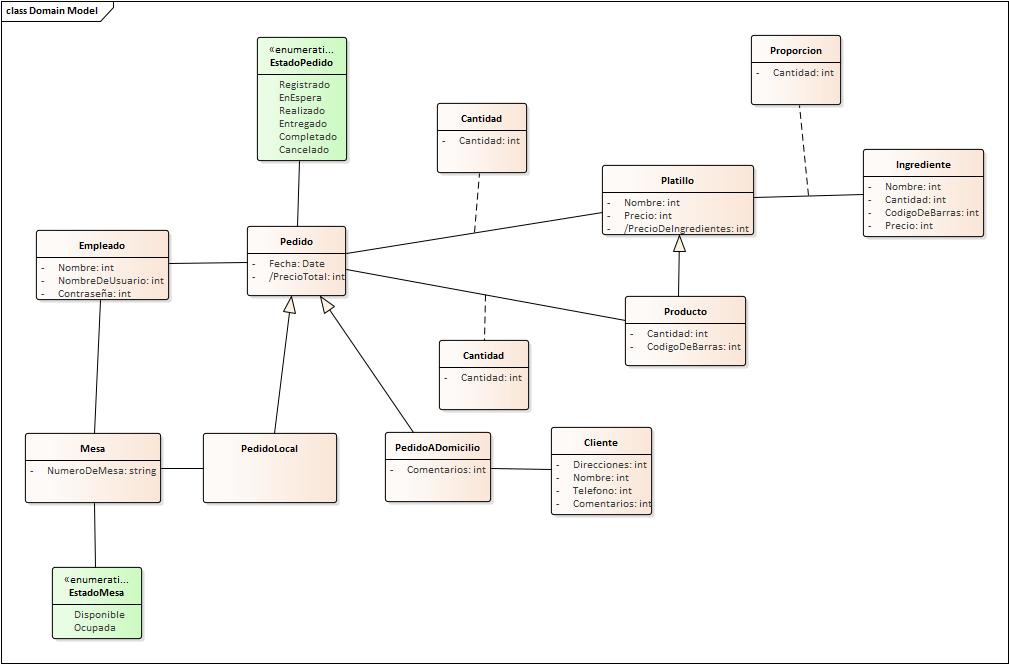 class Domain Model
«enumerati...
EstadoPedido
Registrado
EnEspera
Realizado
Entregado
Completado
Cancelado
Proporcion
- Cantidad: int
Cantidad
- Cantidad: int
Ingrediente
- Nombre: int
- Cantidad: int
- CodigoDeBarras: int
- Precio: int
Platillo
- Nombre: int
- Precio: int
- /PrecioDeIngredientes: int
Empleado
- Nombre: int
- NombreDeUsuario: int
- Contraseña: int
Pedido
- Fecha: Date
- /PrecioTotal: int
Producto
- Cantidad: int
- CodigoDeBarras: int
Cantidad
- Cantidad: int
Mesa
- NumeroDeMesa: string
PedidoLocal
PedidoADomicilio
- Comentarios: int
Cliente
- Direcciones: int
- Nombre: int
- Telefono: int
- Comentarios: int
«enumerati...
EstadoMesa
Disponible
Ocupada